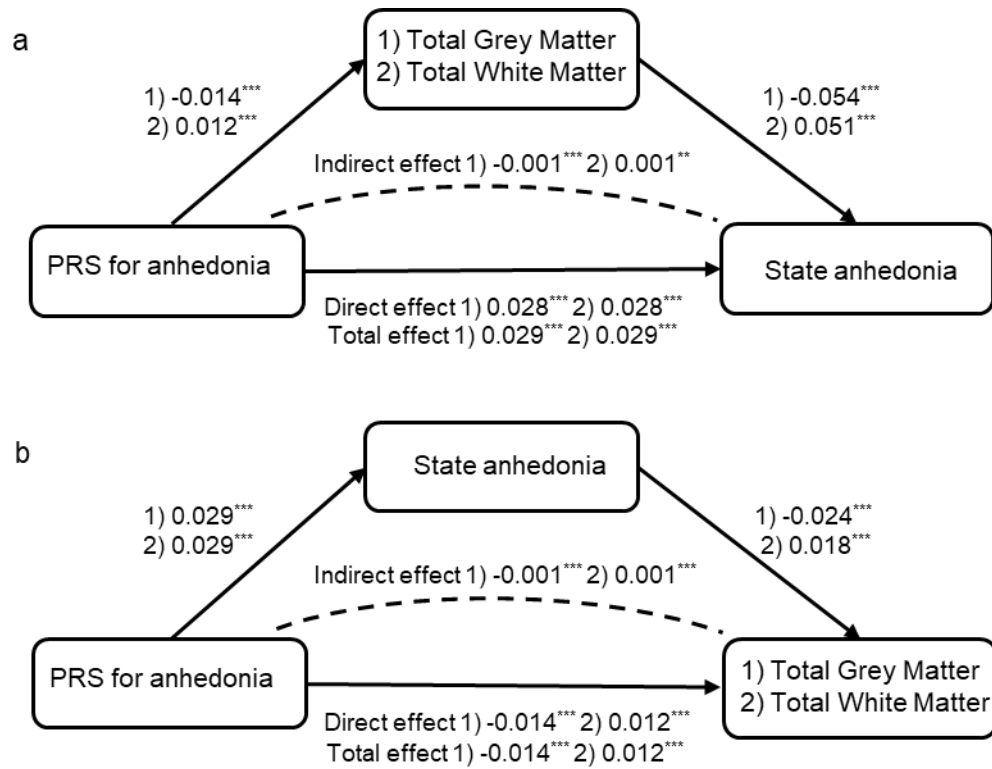 a
1) Total Grey Matter
2) Total White Matter
1) -0.014***
2) 0.012***
1) -0.054***
2) 0.051***
Indirect effect 1) -0.001*** 2) 0.001**
PRS for anhedonia
State anhedonia
Direct effect 1) 0.028*** 2) 0.028***
Total effect 1) 0.029*** 2) 0.029***
b
State anhedonia
1) 0.029***
2) 0.029***
1) -0.024***
2) 0.018***
Indirect effect 1) -0.001*** 2) 0.001***
PRS for anhedonia
1) Total Grey Matter
2) Total White Matter
Direct effect 1) -0.014*** 2) 0.012***
Total effect 1) -0.014*** 2) 0.012***